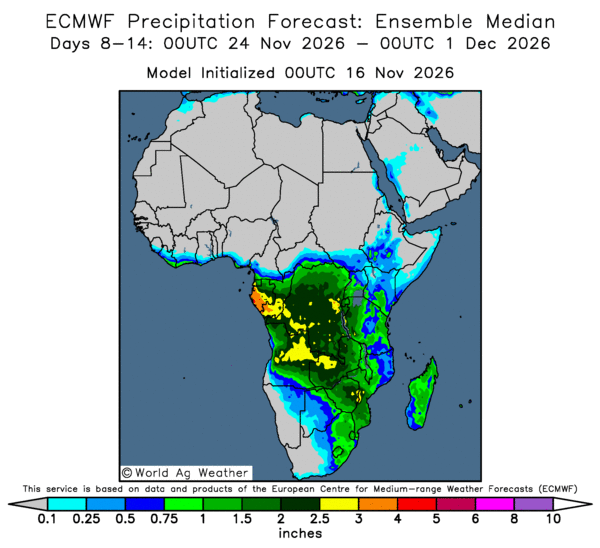 ECMWF Precipitation Forecast: Ensemble Median
Days 8-14: 00UTC 24 Nov 2026 - 00UTC 1 Dec 2026
Model Initialized 00UTC 16 Nov 2026
© World Ag Weather
This service is based on data and products of the European Centre for Medium-range Weather Forecasts (ECMWF)
0.1 0.25 0.5 0.75 1 1.5 2 2.5 3 4 5 6 8 10
inches